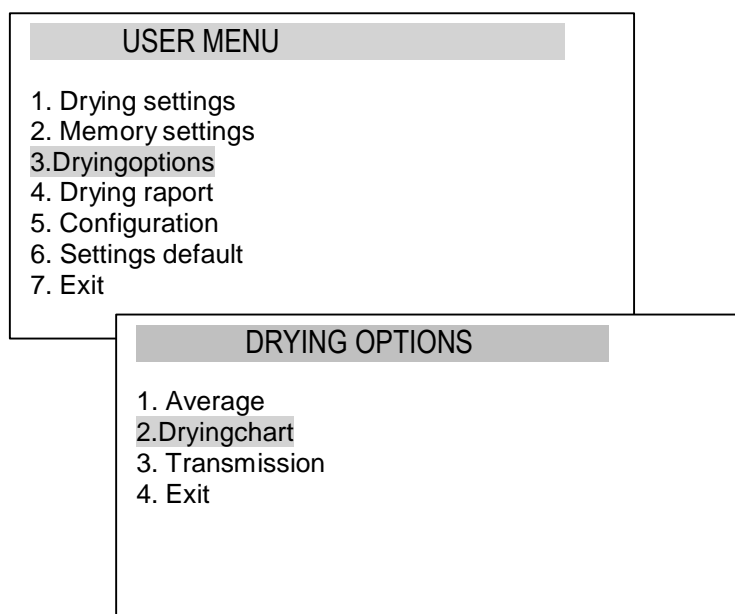 USER MENU
1. Drying settings
2. Memory settings
3.Dryingoptions
4. Drying raport
5. Configuration
6. Settings default
7. Exit
DRYING OPTIONS
1. Average
2.Dryingchart
3. Transmission
4. Exit